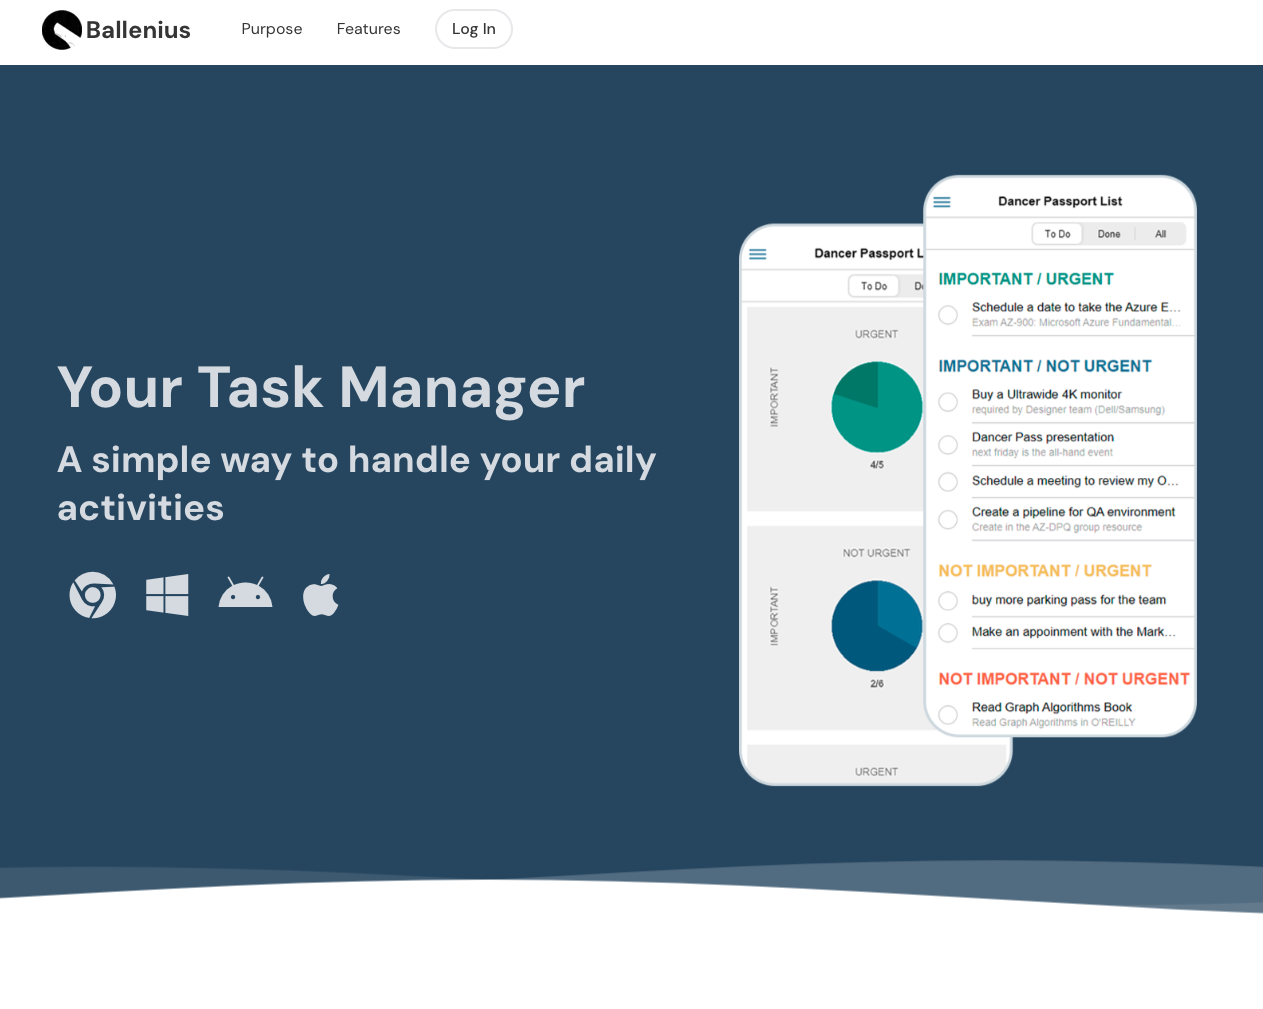 Ballenius
Purpose
Features
Log In
Your Task Manager
A simple way to handle your daily
activities
Dancer Passport L
To Do
D
URGENT
IMPORTANT
4/5
NOT URGENT
IMPORTANT
2/6
URGENT
Dancer Passport List
To Do
Done
All
IMPORTANT / URGENT
Schedule a date to take the Azure E...
Exam AZ-900: Microsoft Azure Fundamental...
IMPORTANT / NOT URGENT
Buy a Ultrawide 4K monitor
required by Designer team (Dell/Samsung)
Dancer Pass presentation
next friday is the all-hand event
Schedule a meeting to review my O...
Create a pipeline for QA environment
Create in the AZ-DPQ group resource
NOT IMPORTANT / URGENT
buy more parking pass for the team
Make an appoinment with the Mark...
NOT IMPORTANT / NOT URGENT
Read Graph Algorithms Book
Read Graph Algorithms in O'REILLY